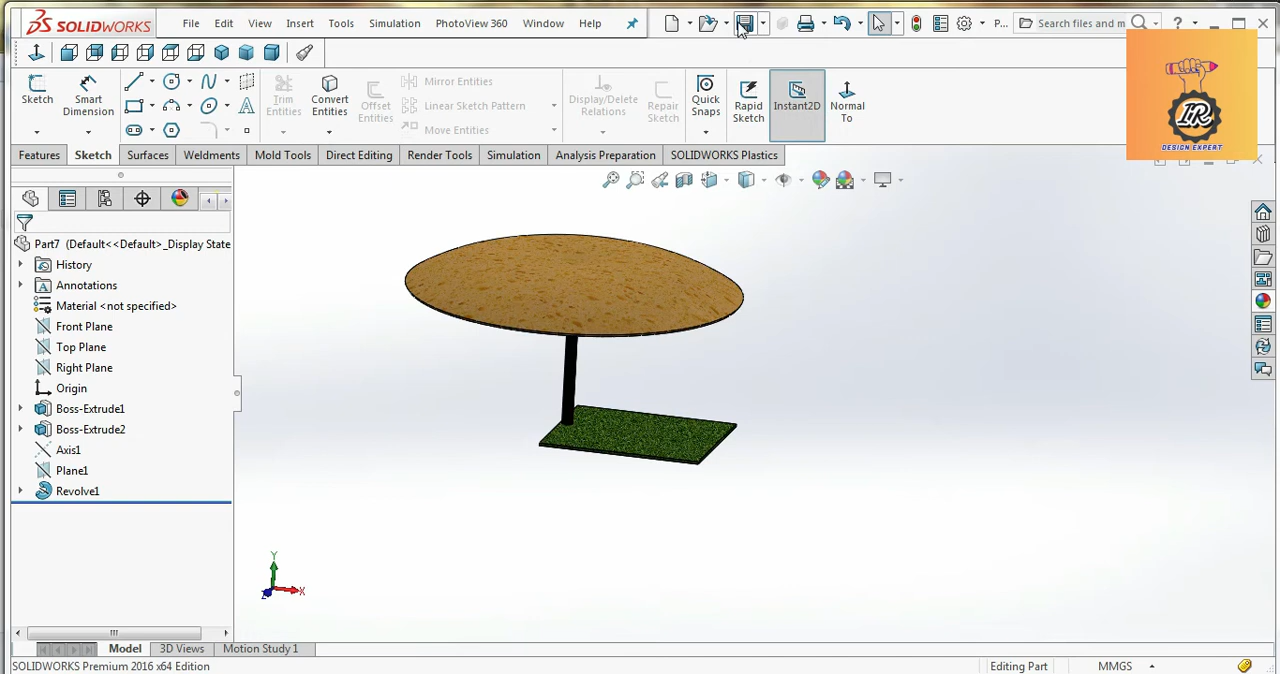 SOLIDWORKS File Edit View Insert Tools Simulation PhotoView 360 Window Help P... Search files and m ?
Sketch Smart Dimension Trim Entities Convert Entities Offset Entities Mirror Entities Linear Sketch Pattern Move Entities Display/Delete Relations Repair Sketch Quick Snaps Rapid Sketch Instant2D Normal To
IR
DESIGN EXPERT
Features Sketch Surfaces Weldments Mold Tools Direct Editing Render Tools Simulation Analysis Preparation SOLIDWORKS Plastics
Part7 (Default<<Default>_Display State
History
Annotations
Material <not specified>
Front Plane
Top Plane
Right Plane
Origin
Boss-Extrude1
Boss-Extrude2
Axis1
Plane1
Revolve1
Y
X
Z
Model 3D Views Motion Study 1
SOLIDWORKS Premium 2016 x64 Edition Editing Part MMGS